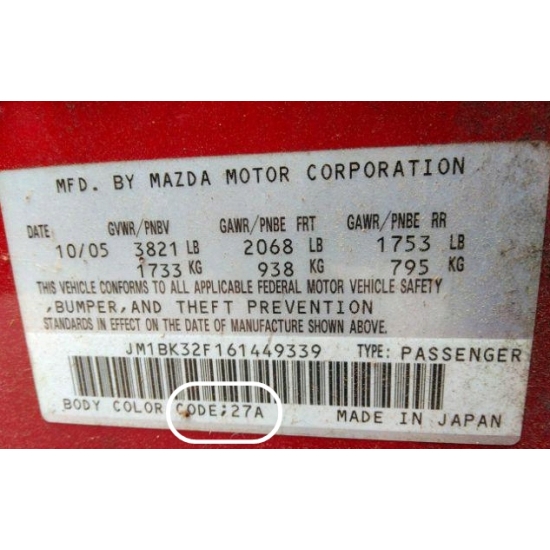 MFD. BY MAZDA MOTOR CORPORATION
GVWR/PNBV GAWR/PNBE FRT GAWR/PNBE RR
DATE 10/05 3821 LB 2068 LB 1753 LB
1733 KG 938 KG 795 KG
THIS VEHICLE CONFORMS TO ALL APPLICABLE FEDERAL MOTOR VEHICLE SAFETY
,BUMPER,AND THEFT PREVENTION
STANDARDS IN EFFECT ON THE DATE OF MANUFACTURE SHOWN ABOVE.
JM1BK32F161449339 TYPE: PASSENGER
BODY COLOR CODE;27A MADE IN JAPAN